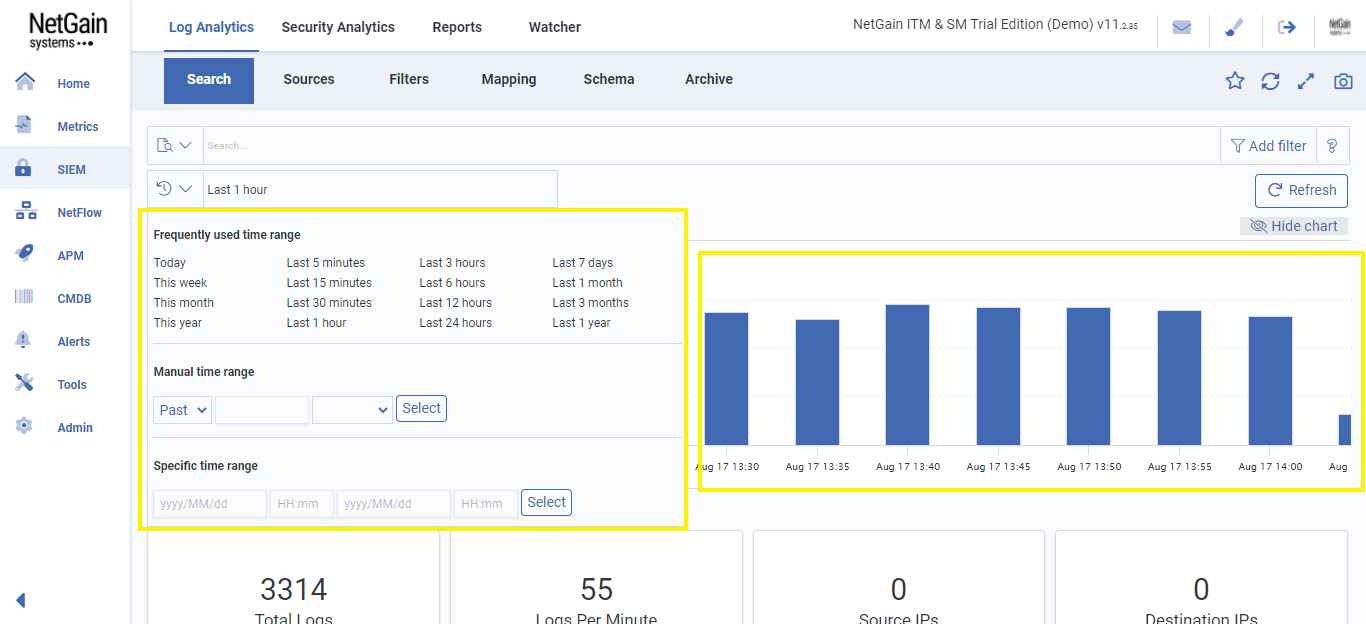 NetGain
systems
Log Analytics Security Analytics Reports Watcher
NetGain ITM & SM Trial Edition (Demo) v11.2.35
NetGain
Home
Metrics
SIEM
NetFlow
APM
CMDB
Alerts
Tools
Admin
Search Sources Filters Mapping Schema Archive
Search...
Add filter
?
Last 1 hour
Refresh
Hide chart
Frequently used time range
Today Last 5 minutes Last 3 hours Last 7 days
This week Last 15 minutes Last 6 hours Last 1 month
This month Last 30 minutes Last 12 hours Last 3 months
This year Last 1 hour Last 24 hours Last 1 year
Manual time range
Past Select
Specific time range
yyyy/MM/dd HH:mm yyyy/MM/dd HH:mm Select
Aug 17 13:30 Aug 17 13:35 Aug 17 13:40 Aug 17 13:45 Aug 17 13:50 Aug 17 13:55 Aug 17 14:00 Aug
3314
Total Logs
55
Logs Per Minute
0
Source IPs
0
Destination IPs